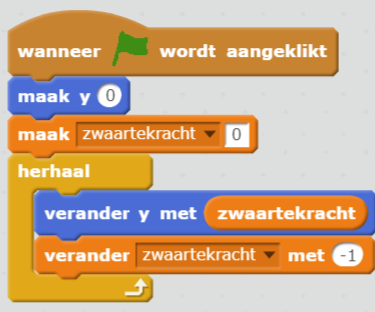 wanneer wordt aangeklikt
maak y 0
maak zwaartekracht 0
herhaal
verander y met zwaartekracht
verander zwaartekracht met -1